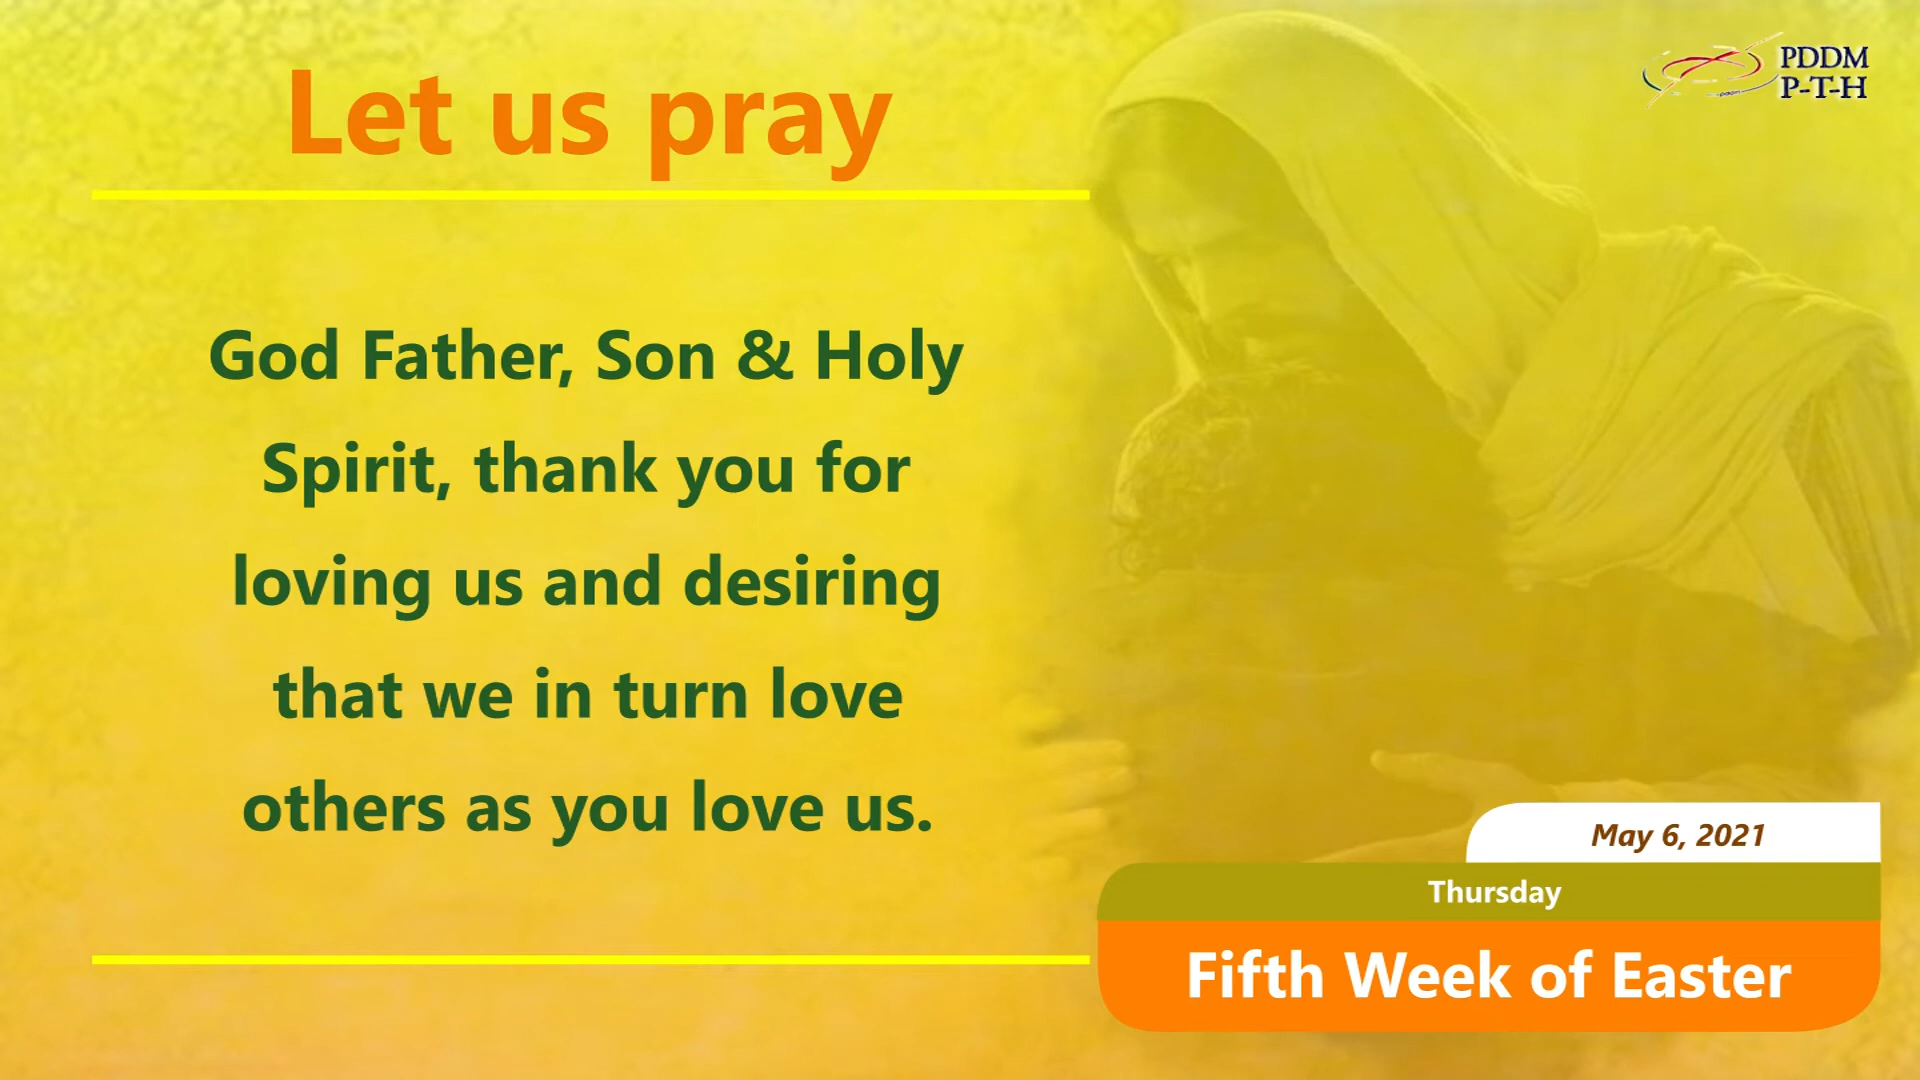 Let us pray
PDDM
P-T-H
God Father, Son & Holy
Spirit, thank you for
loving us and desiring
that we in turn love
others as you love us.
May 6, 2021
Thursday
Fifth Week of Easter